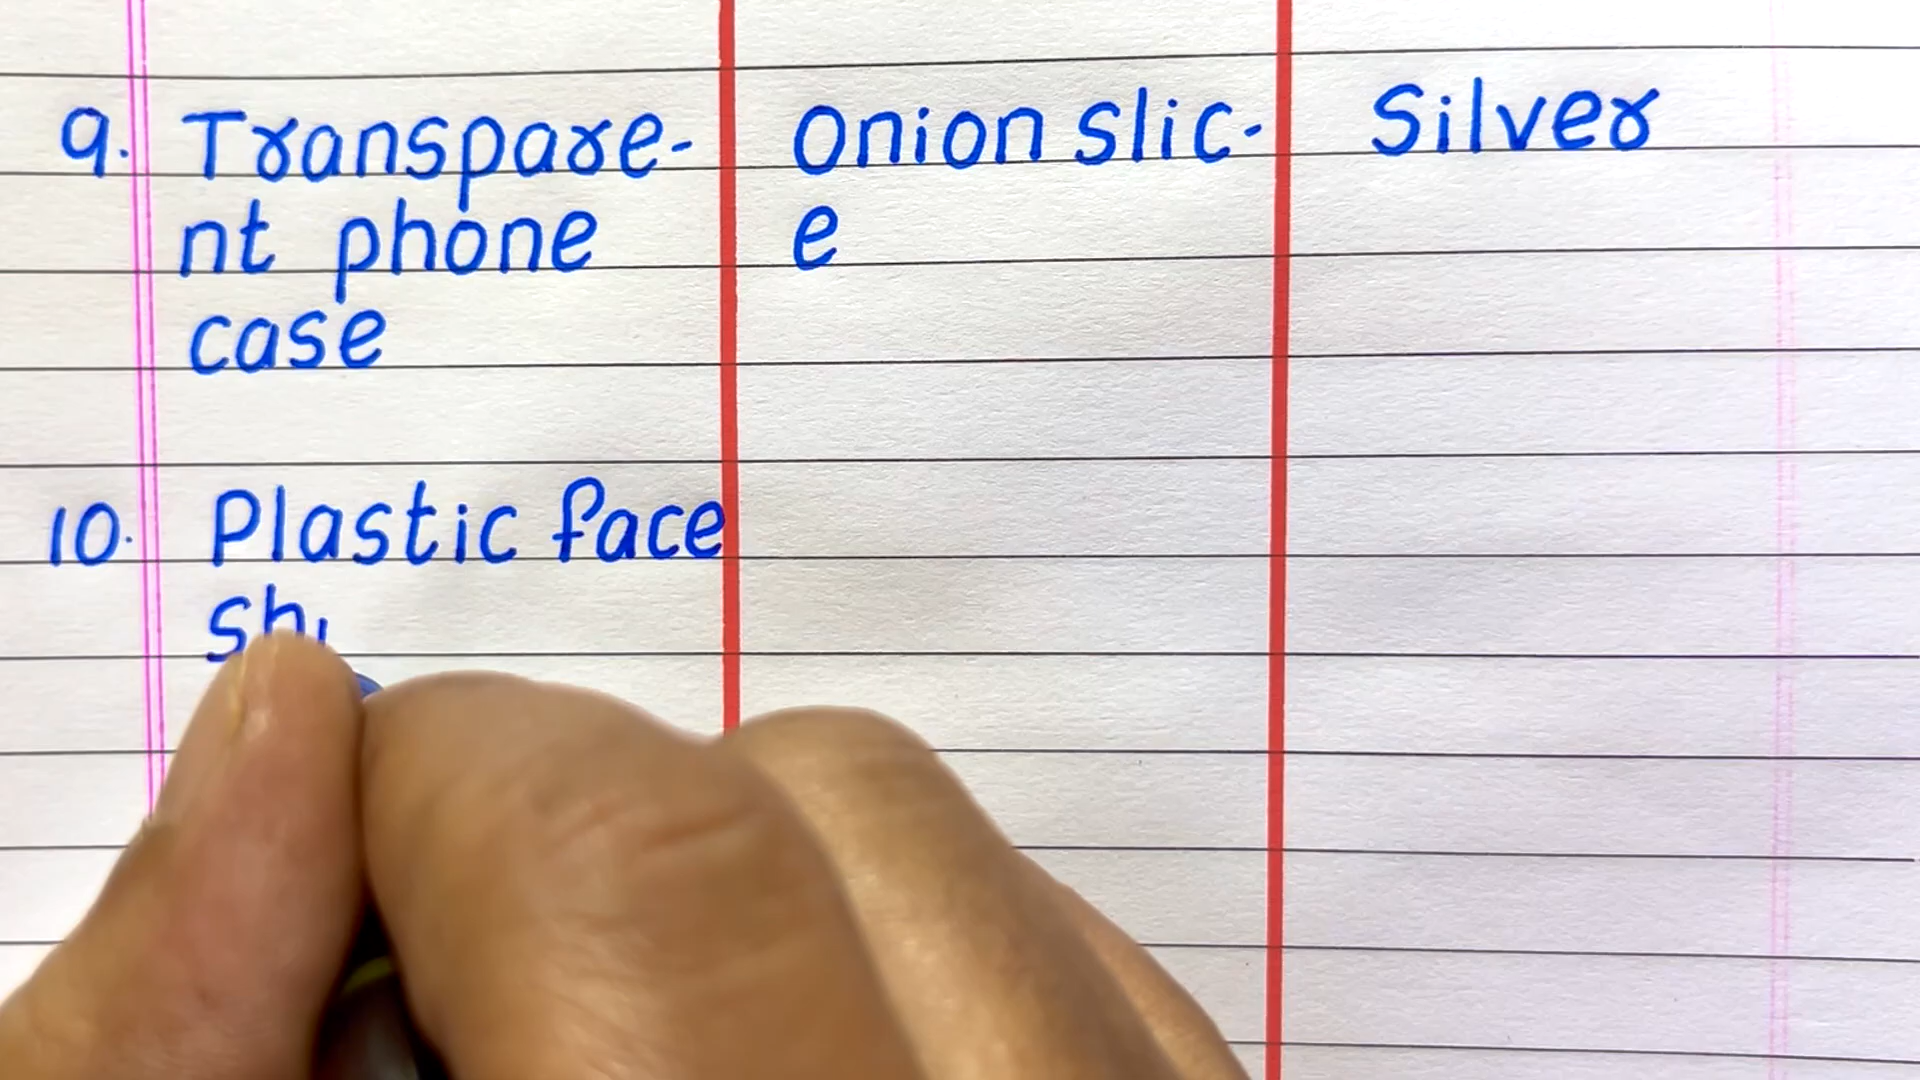 9. Transpare- Onion slic- Silver
nt phone e
case
10. Plastic face